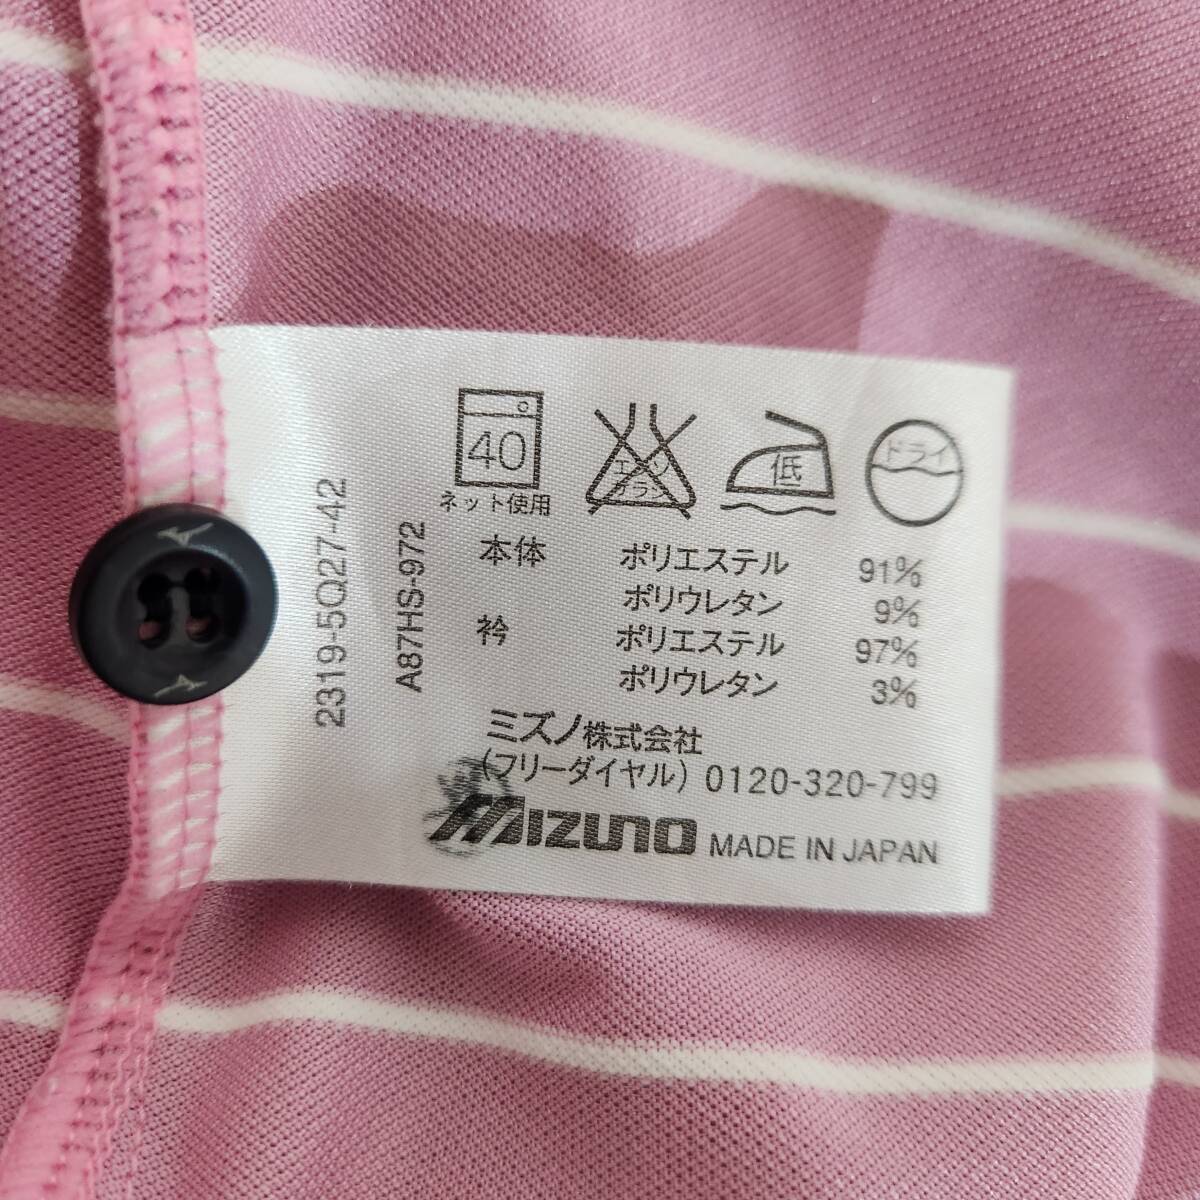 40
ネット使用
エンソ
サラシ
低
ドライ
本体 ポリエステル 91%
ポリウレタン 9%
衿 ポリエステル 97%
ポリウレタン 3%
ミズノ株式会社
(フリーダイヤル) 0120-320-799
MIZUNO MADE IN JAPAN
2319-5Q27-42
A87HS-972